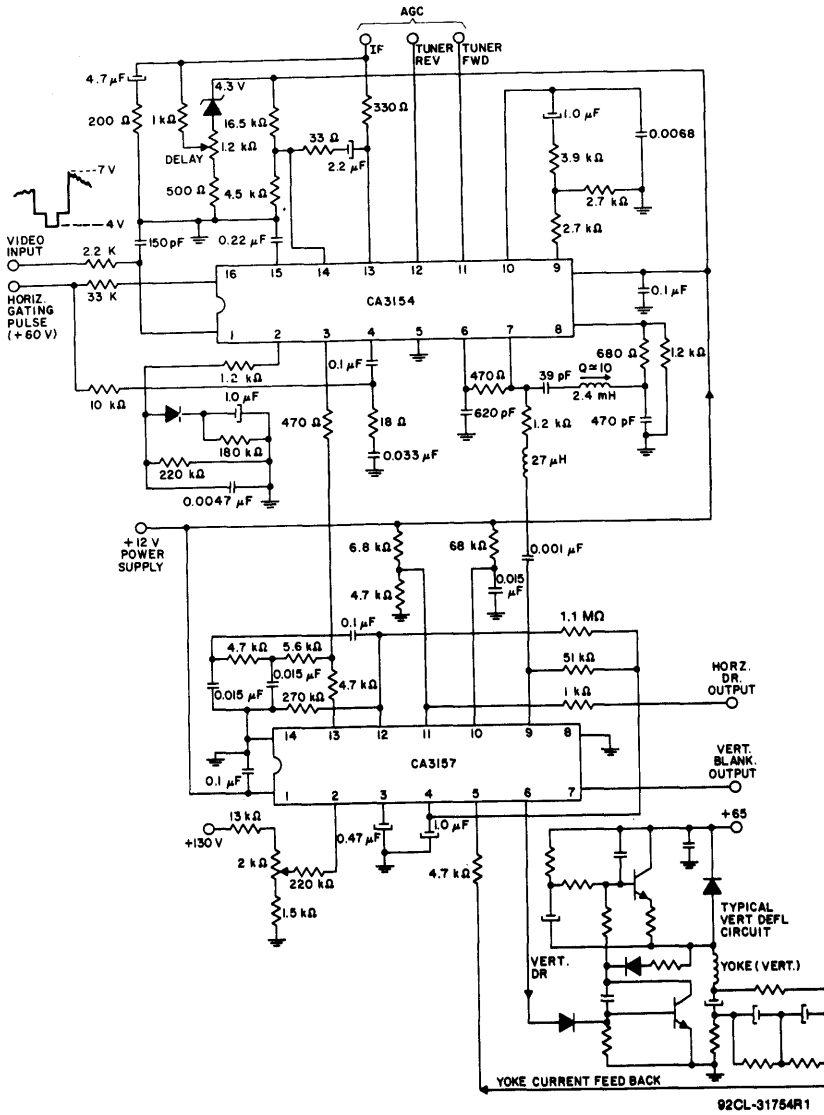 AGC
IF
TUNER REV
TUNER FWD
4.7 μF
4.3 V
200 Ω
1 kΩ
16.5 kΩ
330 Ω
1.0 μF
0.0068
33 Ω
DELAY
1.2 kΩ
2.2 μF
3.9 kΩ
7 V
500 Ω
4.5 kΩ
2.7 kΩ
4 V
2.7 kΩ
VIDEO INPUT
150 pF
0.22 μF
2.2 K
HORIZ. GATING PULSE (+60 V)
33 K
16 15 14 13 12 11 10 9
CA3154
0.1 μF
1 2 3 4 5 6 7 8
1.2 kΩ
0.1 μF
470 Ω
39 pF
Q≃10
680 Ω
1.2 kΩ
2.4 mH
10 kΩ
1.0 μF
470 Ω
18 Ω
620 pF
1.2 kΩ
470 pF
180 kΩ
220 kΩ
0.033 μF
27 μH
0.0047 μF
+12 V POWER SUPPLY
6.8 kΩ
68 kΩ
0.001 μF
4.7 kΩ
0.015 μF
0.1 μF
1.1 MΩ
4.7 kΩ
5.6 kΩ
0.015 μF
51 kΩ
0.015 μF
270 kΩ
4.7 kΩ
1 kΩ
HORZ. DR. OUTPUT
14 13 12 11 10 9 8
CA3157
VERT. BLANK. OUTPUT
0.1 μF
1 2 3 4 5 6 7
13 kΩ
+130 V
0.47 μF
1.0 μF
+65
2 kΩ
220 kΩ
4.7 kΩ
1.5 kΩ
TYPICAL VERT DEFL CIRCUIT
VERT. DR
YOKE (VERT.)
YOKE CURRENT FEED BACK
92CL-31754R1